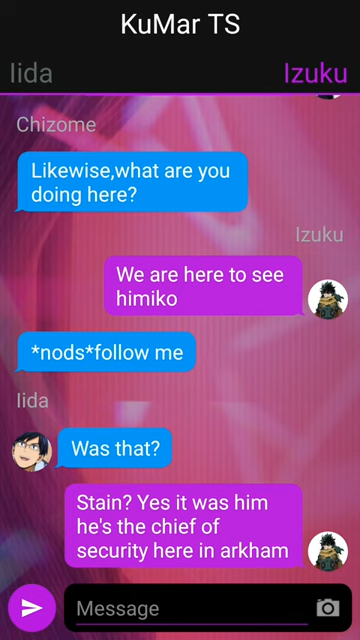 KuMar TS
Iida
Izuku
Chizome
Likewise,what are you
doing here?
Izuku
We are here to see
himiko
*nods*follow me
Iida
Was that?
Stain? Yes it was him
he's the chief of
security here in arkham
Message